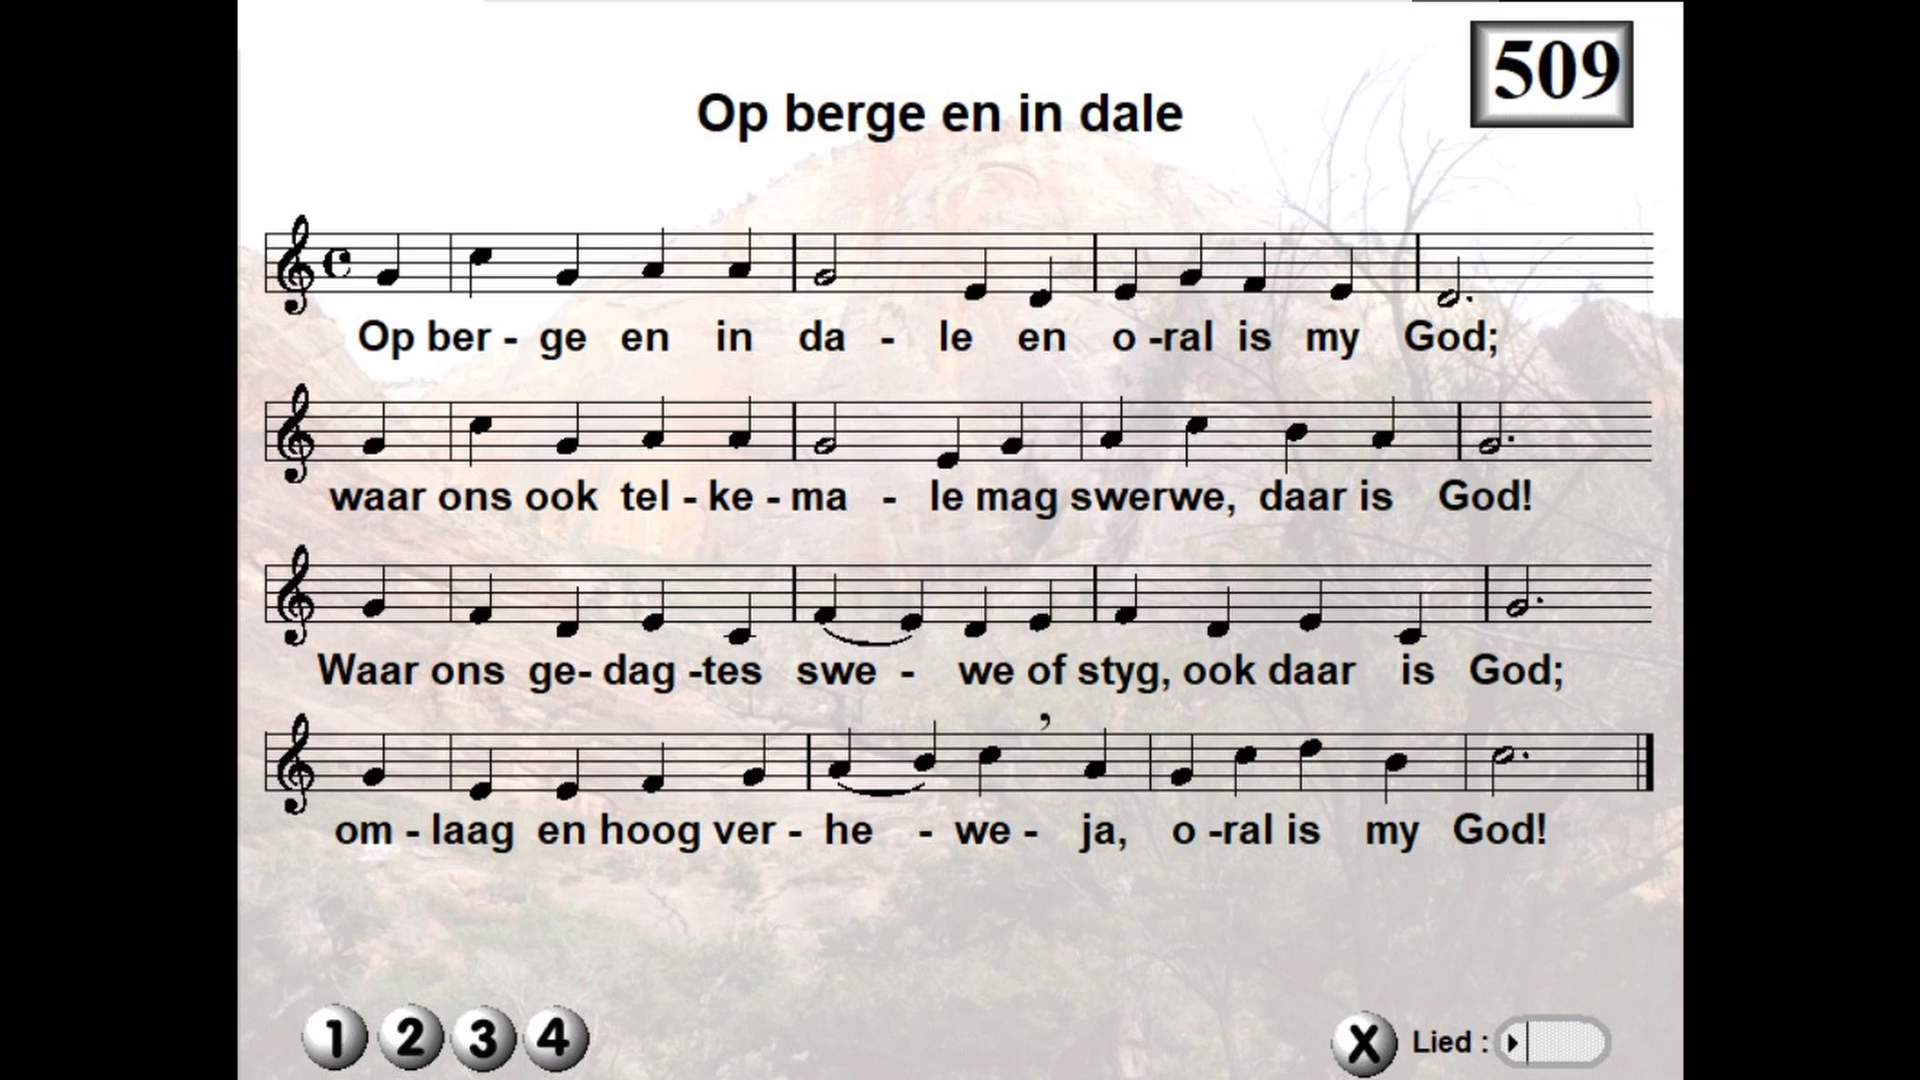 509
Op berge en in dale
Op ber - ge en in da - le en o -ral is my God;
waar ons ook tel - ke - ma - le mag swerwe, daar is God!
Waar ons ge- dag -tes swe - we of styg, ook daar is God;
om - laag en hoog ver - he - we - ja, o -ral is my God!
1 2 3 4 X Lied :